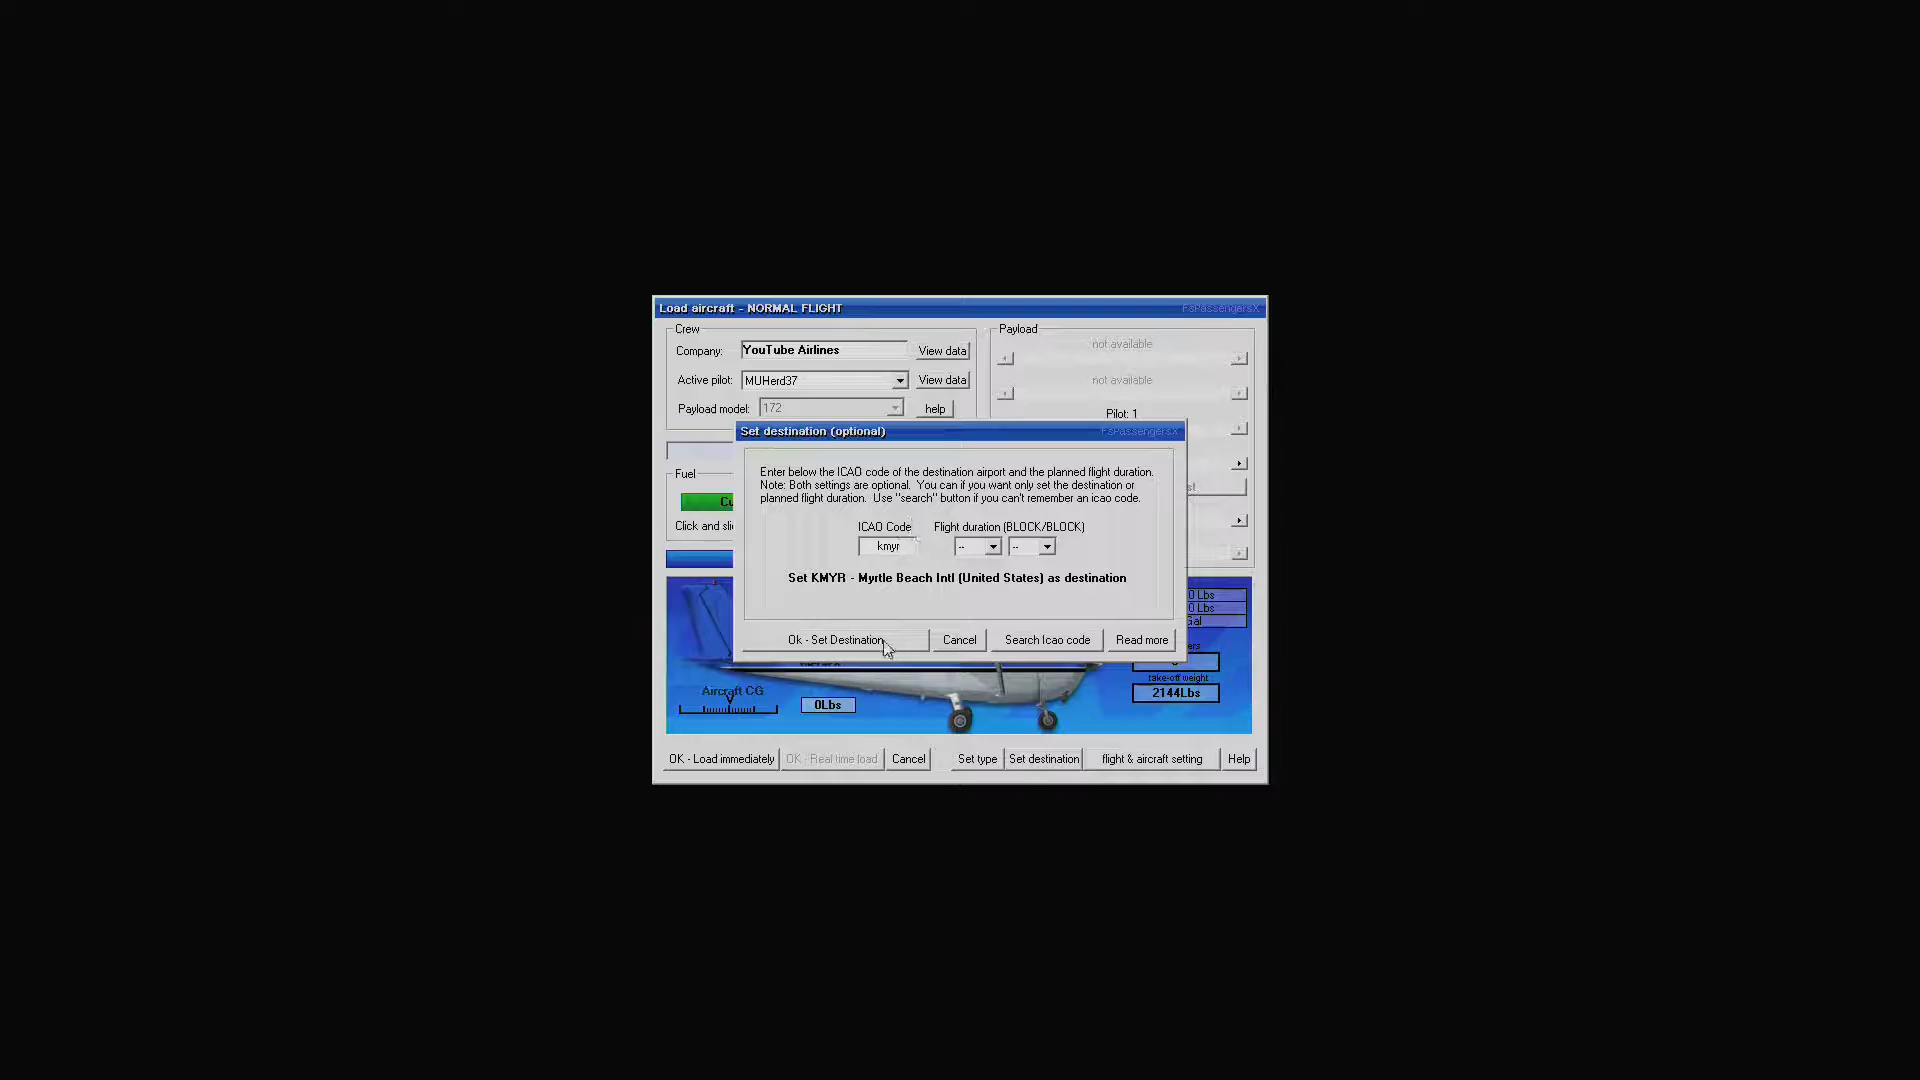 Load aircraft - NORMAL FLIGHT
FsPassengersX
Crew
Company: YouTube Airlines View data
Active pilot: MUHerd37 View data
Payload model: 172 help
Payload
not available
not available
Pilot: 1
Set destination (optional)
FsPassengersX
Enter below the ICAO code of the destination airport and the planned flight duration.
Note: Both settings are optional. You can if you want only set the destination or
planned flight duration. Use "search" button if you can't remember an icao code.
ICAO Code Flight duration (BLOCK/BLOCK)
kmyr -- --
Set KMYR - Myrtle Beach Intl (United States) as destination
Ok - Set Destination Cancel Search Icao code Read more
Fuel
Cu
Click and sli
st
0 Lbs
0 Lbs
Gal
ers
take-off weight
2144Lbs
Aircraft CG
0Lbs
OK - Load immediately OK - Real time load Cancel Set type Set destination flight & aircraft setting Help